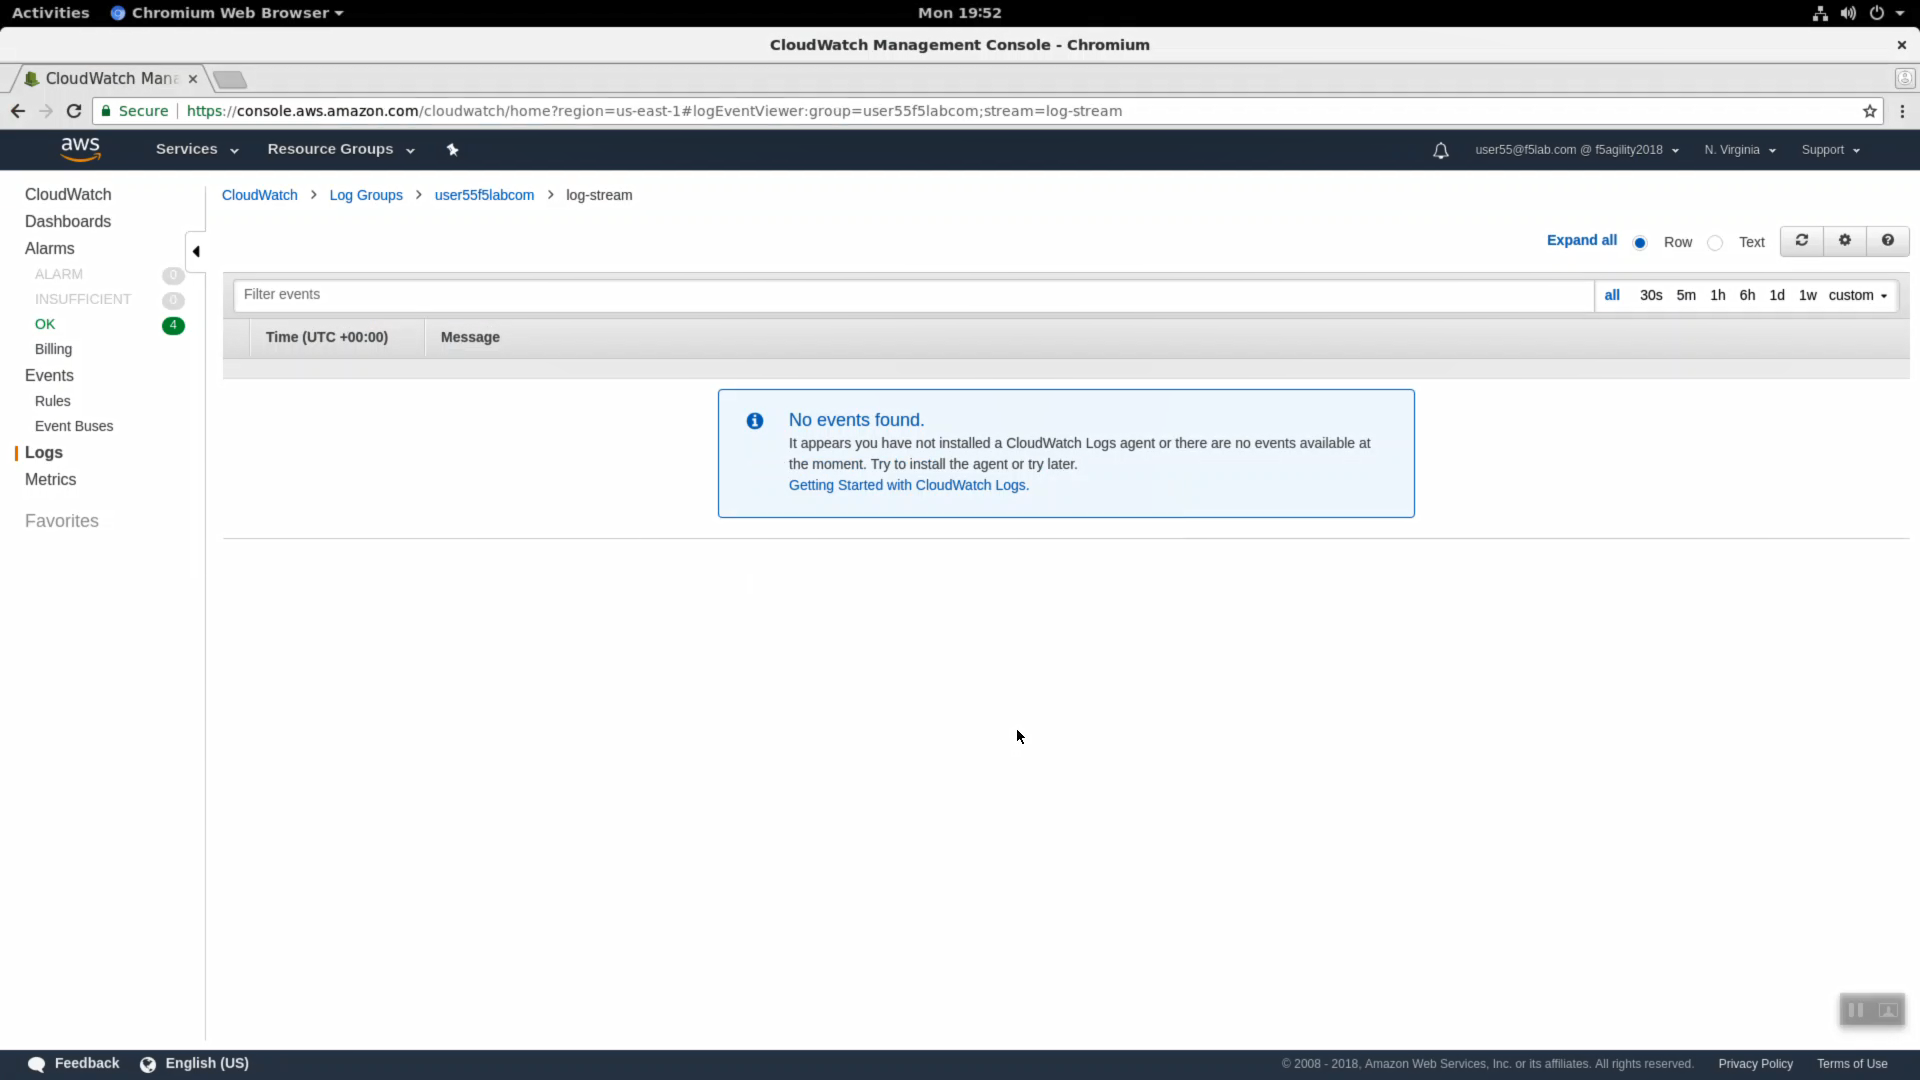 Activities Chromium Web Browser Mon 19:52
CloudWatch Management Console - Chromium
CloudWatch Mana
Secure https://console.aws.amazon.com/cloudwatch/home?region=us-east-1#logEventViewer:group=user55f5labcom;stream=log-stream
aws Services Resource Groups user55@f5lab.com @ f5agility2018 N. Virginia Support
CloudWatch
Dashboards
Alarms
ALARM 0
INSUFFICIENT 0
OK 4
Billing
Events
Rules
Event Buses
Logs
Metrics
Favorites
CloudWatch > Log Groups > user55f5labcom > log-stream
Expand all Row Text
Filter events all 30s 5m 1h 6h 1d 1w custom
Time (UTC +00:00) Message
No events found.
It appears you have not installed a CloudWatch Logs agent or there are no events available at
the moment. Try to install the agent or try later.
Getting Started with CloudWatch Logs.
Feedback English (US) © 2008 - 2018, Amazon Web Services, Inc. or its affiliates. All rights reserved. Privacy Policy Terms of Use